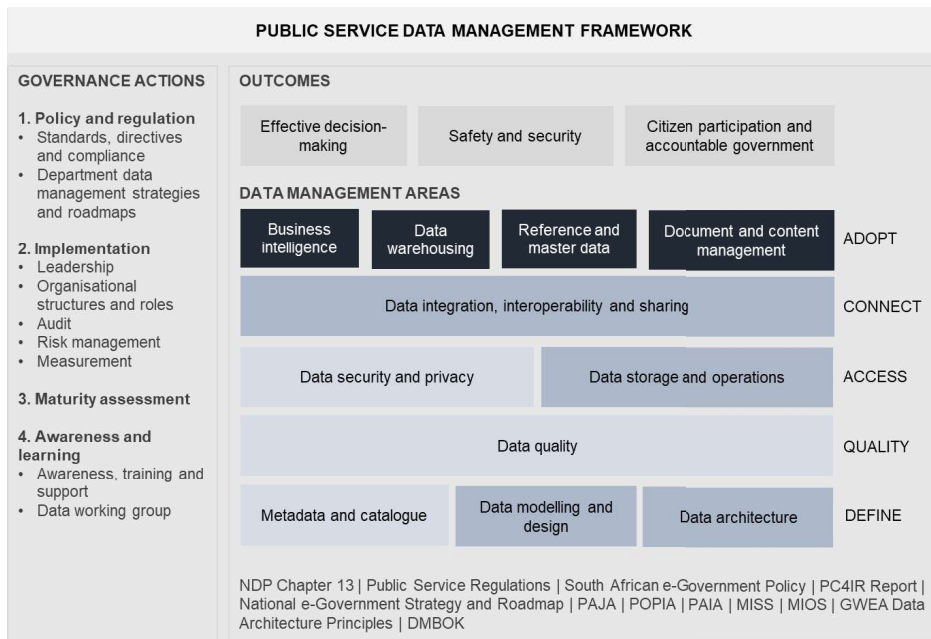 PUBLIC SERVICE DATA MANAGEMENT FRAMEWORK
GOVERNANCE ACTIONS
1. Policy and regulation
• Standards, directives
and compliance
• Department data
management strategies
and roadmaps
2. Implementation
• Leadership
• Organisational
structures and roles
• Audit
• Risk management
• Measurement
3. Maturity assessment
4. Awareness and
learning
• Awareness, training and
support
• Data working group
OUTCOMES
Effective decision-
making
Safety and security
Citizen participation and
accountable government
DATA MANAGEMENT AREAS
Business
intelligence
Data
warehousing
Reference and
master data
Document and content
management
ADOPT
Data integration, interoperability and sharing
CONNECT
Data security and privacy
Data storage and operations
ACCESS
Data quality
QUALITY
Metadata and catalogue
Data modelling and
design
Data architecture
DEFINE
NDP Chapter 13 | Public Service Regulations | South African e-Government Policy | PC4IR Report |
National e-Government Strategy and Roadmap | PAJA | POPIA | PAIA | MISS | MIOS | GWEA Data
Architecture Principles | DMBOK